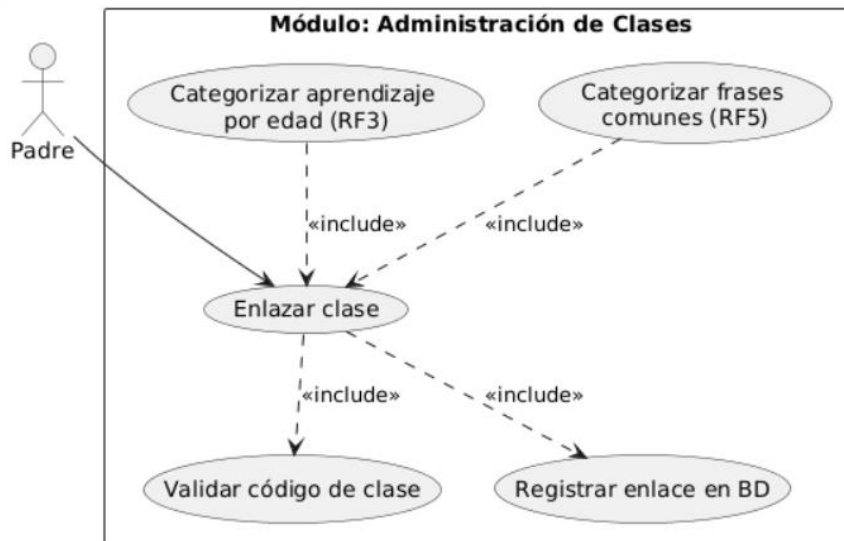 Módulo: Administración de Clases
Categorizar aprendizaje
por edad (RF3)
Categorizar frases
comunes (RF5)
Padre
«include»
«include»
Enlazar clase
«include»
«include»
Validar código de clase
Registrar enlace en BD